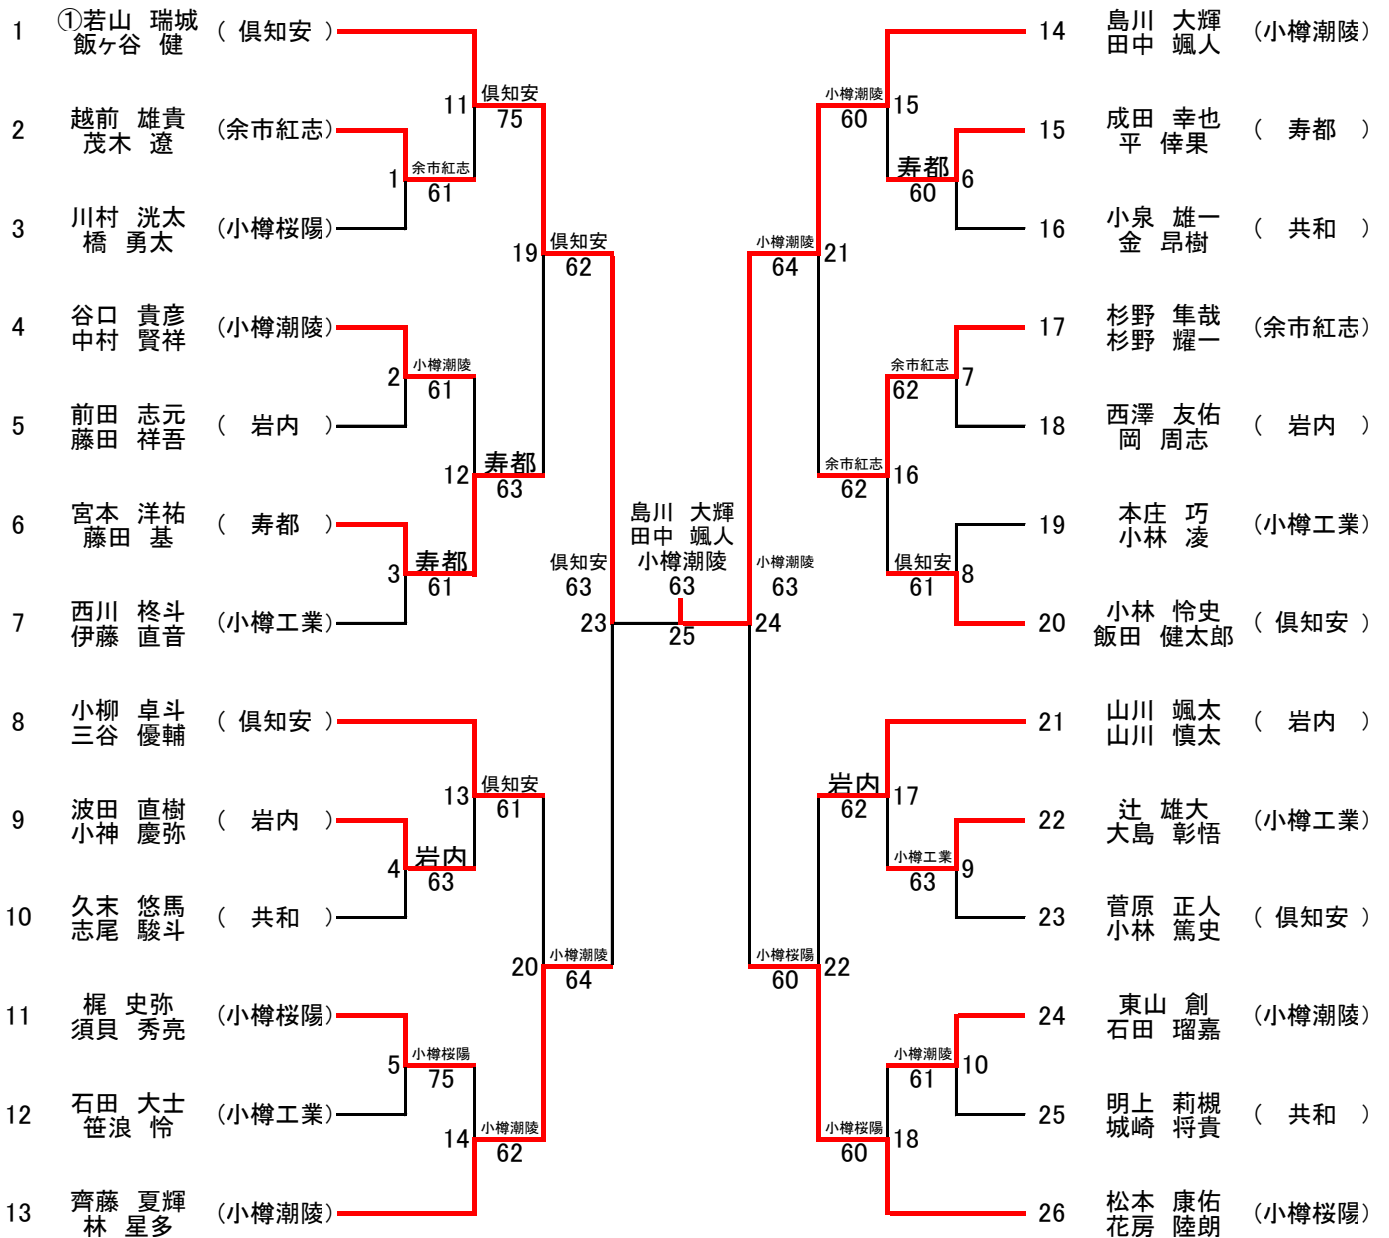 1 ①若山 瑞城
飯ヶ谷 健 ( 倶知安 )
2 越前 雄貴
茂木 遼 (余市紅志)
3 川村 洸太
橋 勇太 (小樽桜陽)
4 谷口 貴彦
中村 賢祥 (小樽潮陵)
5 前田 志元
藤田 祥吾 ( 岩内 )
6 宮本 洋祐
藤田 基 ( 寿都 )
7 西川 柊斗
伊藤 直音 (小樽工業)
8 小柳 卓斗
三谷 優輔 ( 倶知安 )
9 波田 直樹
小神 慶弥 ( 岩内 )
10 久末 悠馬
志尾 駿斗 ( 共和 )
11 梶 史弥
須貝 秀亮 (小樽桜陽)
12 石田 大士
笹浪 怜 (小樽工業)
13 齊藤 夏輝
林 星多 (小樽潮陵)
1 余市紅志
61
2 小樽潮陵
61
3 寿都
61
4 岩内
63
5 小樽桜陽
75
11 倶知安
75
12 寿都
63
13 倶知安
61
14 小樽潮陵
62
19 倶知安
62
20 小樽潮陵
64
倶知安
63
23
島川 大輝
田中 颯人
小樽潮陵
63
25
小樽潮陵
63
24
小樽潮陵
64 21
小樽桜陽
60 22
小樽潮陵
60 15
余市紅志
62 16
岩内
62 17
小樽桜陽
60 18
寿都
60 6
余市紅志
62 7
倶知安
61 8
小樽工業
63 9
小樽潮陵
61 10
14 島川 大輝
田中 颯人 (小樽潮陵)
15 成田 幸也
平 倖果 ( 寿都 )
16 小泉 雄一
金 昂樹 ( 共和 )
17 杉野 隼哉
杉野 耀一 (余市紅志)
18 西澤 友佑
岡 周志 ( 岩内 )
19 本庄 巧
小林 凌 (小樽工業)
20 小林 怜史
飯田 健太郎 ( 倶知安 )
21 山川 颯太
山川 慎太 ( 岩内 )
22 辻 雄大
大島 彰悟 (小樽工業)
23 菅原 正人
小林 篤史 ( 倶知安 )
24 東山 創
石田 瑠嘉 (小樽潮陵)
25 明上 莉槻
城崎 将貴 ( 共和 )
26 松本 康佑
花房 陸朗 (小樽桜陽)